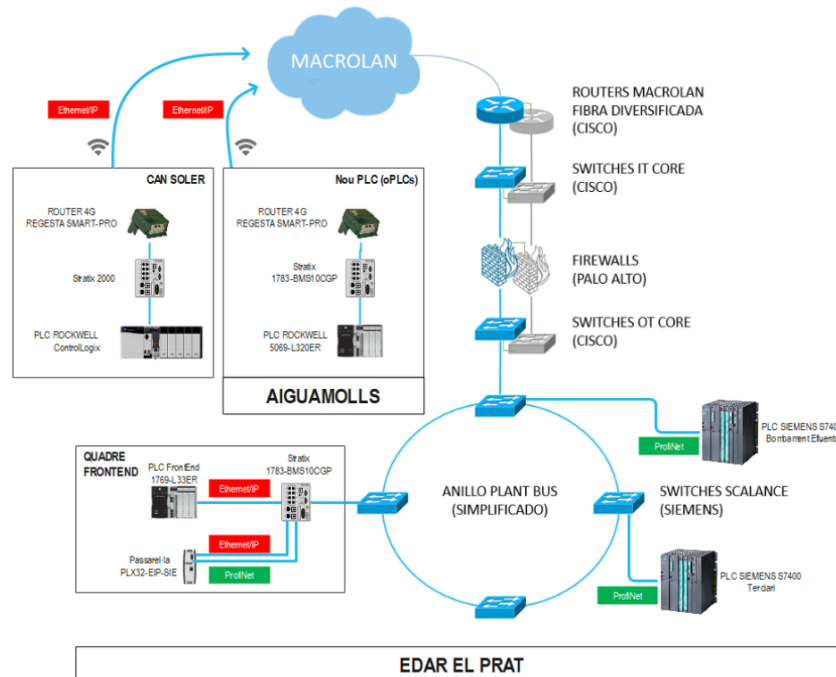 MACROLAN
Ethernet/IP
Ethernet/IP
ROUTERS MACROLAN
FIBRA DIVERSIFICADA
(CISCO)
SWITCHES IT CORE
(CISCO)
FIREWALLS
(PALO ALTO)
SWITCHES OT CORE
(CISCO)
CAN SOLER
ROUTER 4G
REGESTA SMART-PRO
Stratix 2000
PLC ROCKWELL
ControlLogix
Nou PLC (oPLCs)
ROUTER 4G
REGESTA SMART-PRO
Stratix
1783-BMS10CGP
PLC ROCKWELL
5069-L320ER
AIGUAMOLLS
QUADRE
FRONTEND
PLC FrontEnd
1769-L33ER
Ethernet/IP
Stratix
1783-BMS10CGP
Passarel·la
PLX32-EIP-SIE
Ethernet/IP
ProfiNet
ANILLO PLANT BUS
(SIMPLIFICADO)
SWITCHES SCALANCE
(SIEMENS)
ProfiNet
PLC SIEMENS S740
Bombament Efluents
ProfiNet
PLC SIEMENS S7400
Terciari
EDAR EL PRAT